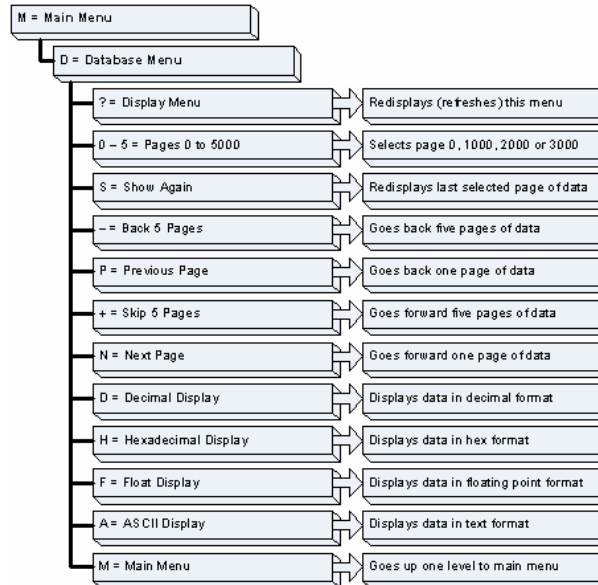 M = Main Menu
D = Database Menu
? = Display Menu
Redisplays (refreshes) this menu
0 – 5 = Pages 0 to 5000
Selects page 0, 1000, 2000 or 3000
S = Show Again
Redisplays last selected page of data
– = Back 5 Pages
Goes back five pages of data
P = Previous Page
Goes back one page of data
+ = Skip 5 Pages
Goes forward five pages of data
N = Next Page
Goes forward one page of data
D = Decimal Display
Displays data in decimal format
H = Hexadecimal Display
Displays data in hex format
F = Float Display
Displays data in floating point format
A = ASCII Display
Displays data in text format
M = Main Menu
Goes up one level to main menu